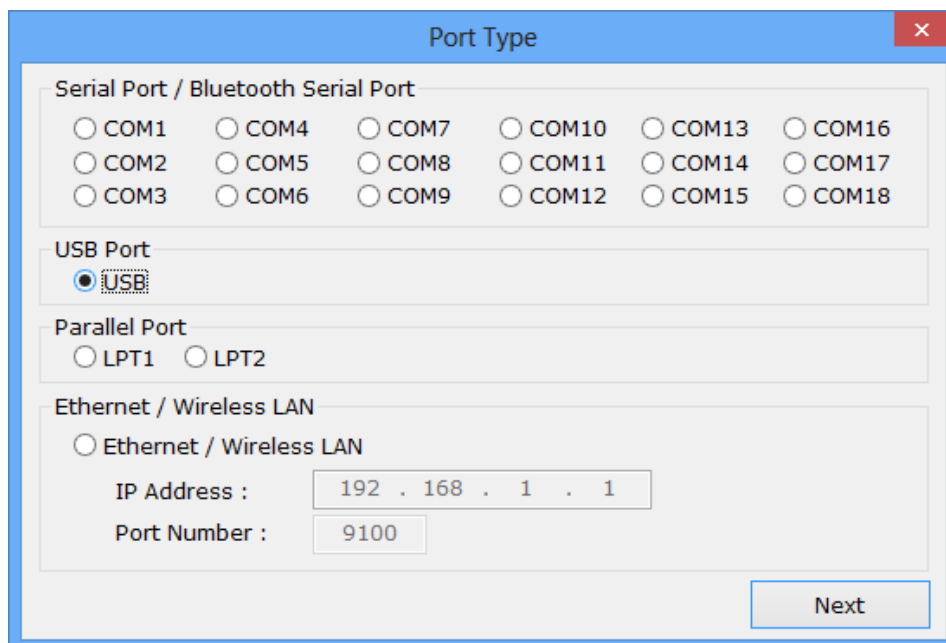 Port Type
Serial Port / Bluetooth Serial Port
COM1 COM4 COM7 COM10 COM13 COM16
COM2 COM5 COM8 COM11 COM14 COM17
COM3 COM6 COM9 COM12 COM15 COM18
USB Port
USB
Parallel Port
LPT1 LPT2
Ethernet / Wireless LAN
Ethernet / Wireless LAN
IP Address : 192 . 168 . 1 . 1
Port Number : 9100
Next